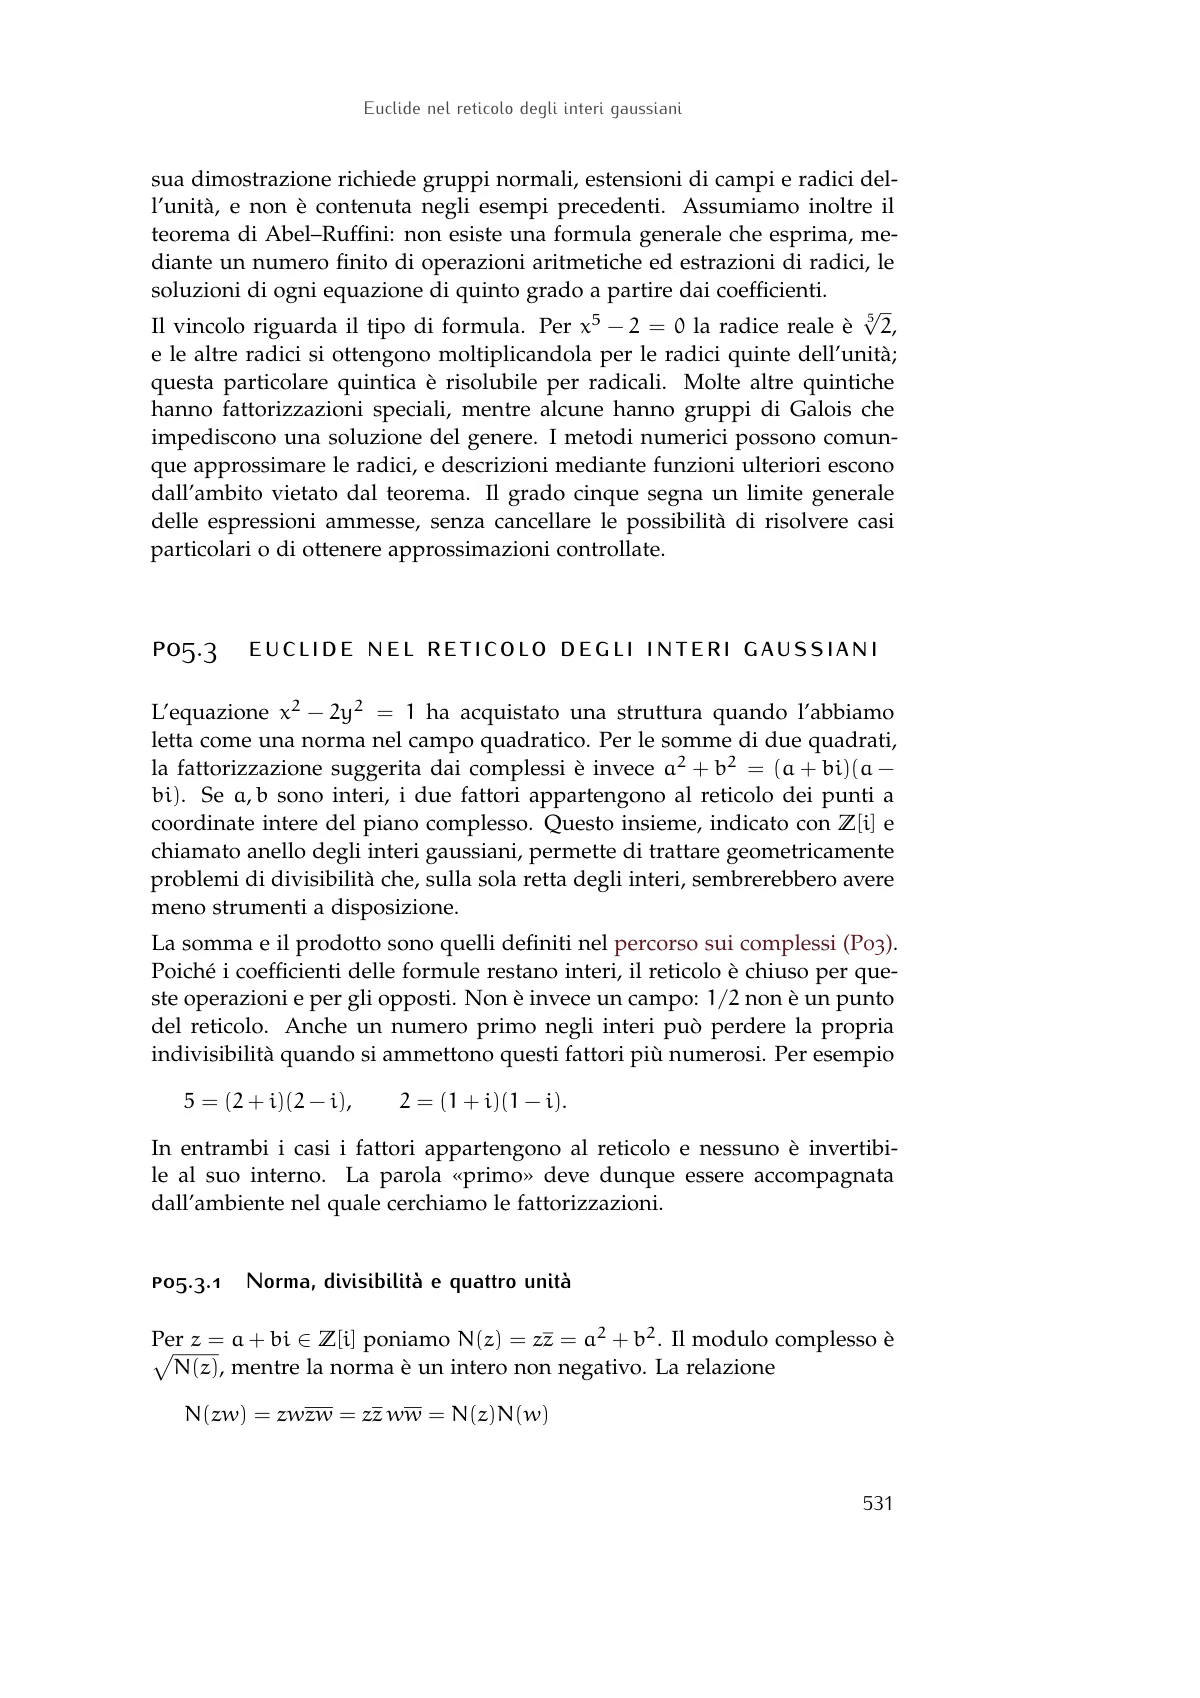 Euclide nel reticolo degli interi gaussiani
sua dimostrazione richiede gruppi normali, estensioni di campi e radici del-
l'unità, e non è contenuta negli esempi precedenti. Assumiamo inoltre il
teorema di Abel–Ruffini: non esiste una formula generale che esprima, me-
diante un numero finito di operazioni aritmetiche ed estrazioni di radici, le
soluzioni di ogni equazione di quinto grado a partire dai coefficienti.
Il vincolo riguarda il tipo di formula. Per x⁵ − 2 = 0 la radice reale è ⁵√2,
e le altre radici si ottengono moltiplicandola per le radici quinte dell'unità;
questa particolare quintica è risolubile per radicali. Molte altre quintiche
hanno fattorizzazioni speciali, mentre alcune hanno gruppi di Galois che
impediscono una soluzione del genere. I metodi numerici possono comun-
que approssimare le radici, e descrizioni mediante funzioni ulteriori escono
dall'ambito vietato dal teorema. Il grado cinque segna un limite generale
delle espressioni ammesse, senza cancellare le possibilità di risolvere casi
particolari o di ottenere approssimazioni controllate.
P05.3 EUCLIDE NEL RETICOLO DEGLI INTERI GAUSSIANI
L'equazione x² − 2y² = 1 ha acquistato una struttura quando l'abbiamo
letta come una norma nel campo quadratico. Per le somme di due quadrati,
la fattorizzazione suggerita dai complessi è invece a² + b² = (a + bi)(a −
bi). Se a, b sono interi, i due fattori appartengono al reticolo dei punti a
coordinate intere del piano complesso. Questo insieme, indicato con ℤ[i] e
chiamato anello degli interi gaussiani, permette di trattare geometricamente
problemi di divisibilità che, sulla sola retta degli interi, sembrerebbero avere
meno strumenti a disposizione.
La somma e il prodotto sono quelli definiti nel percorso sui complessi (P03).
Poiché i coefficienti delle formule restano interi, il reticolo è chiuso per que-
ste operazioni e per gli opposti. Non è invece un campo: 1/2 non è un punto
del reticolo. Anche un numero primo negli interi può perdere la propria
indivisibilità quando si ammettono questi fattori più numerosi. Per esempio
5 = (2 + i)(2 − i), 2 = (1 + i)(1 − i).
In entrambi i casi i fattori appartengono al reticolo e nessuno è invertibi-
le al suo interno. La parola «primo» deve dunque essere accompagnata
dall'ambiente nel quale cerchiamo le fattorizzazioni.
P05.3.1 Norma, divisibilità e quattro unità
Per z = a + bi ∈ ℤ[i] poniamo N(z) = zz̅ = a² + b². Il modulo complesso è
√N(z), mentre la norma è un intero non negativo. La relazione
N(zw) = zwz̅w̅ = zz̅ ww̅ = N(z)N(w)
531